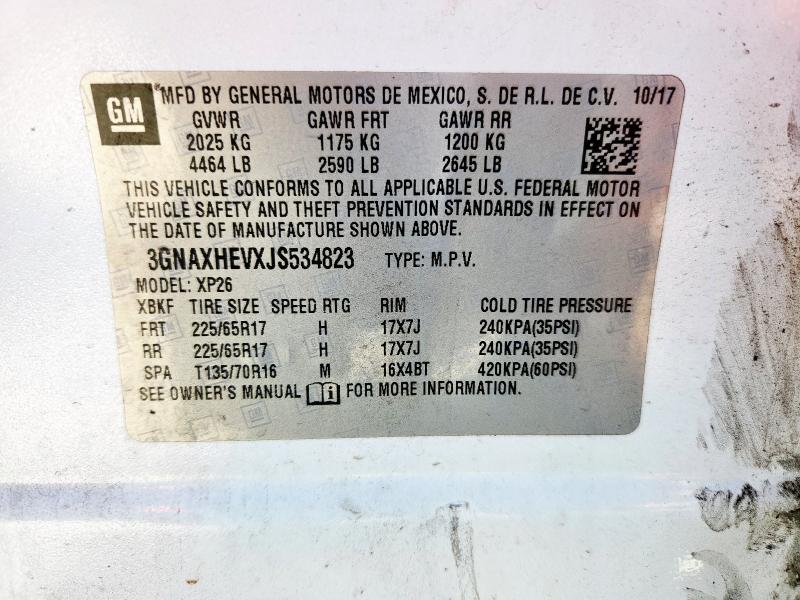 GM
MFD BY GENERAL MOTORS DE MEXICO, S. DE R.L. DE C.V. 10/17
GVWR GAWR FRT GAWR RR
2025 KG 1175 KG 1200 KG
4464 LB 2590 LB 2645 LB
THIS VEHICLE CONFORMS TO ALL APPLICABLE U.S. FEDERAL MOTOR
VEHICLE SAFETY AND THEFT PREVENTION STANDARDS IN EFFECT ON
THE DATE OF MANUFACTURE SHOWN ABOVE.
3GNAXHEVXJS534823 TYPE: M.P.V.
MODEL: XP26
XBKF TIRE SIZE SPEED RTG RIM COLD TIRE PRESSURE
FRT 225/65R17 H 17X7J 240KPA(35PSI)
RR 225/65R17 H 17X7J 240KPA(35PSI)
SPA T135/70R16 M 16X4BT 420KPA(60PSI)
SEE OWNER'S MANUAL FOR MORE INFORMATION.